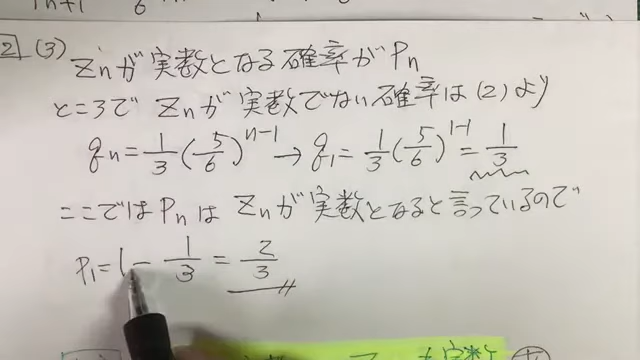 n+1 6
2 (3) Znが実数となる確率がPn
ところでZnが実数でない確率は(2)より
qn=1/3(5/6)^n-1→q1=1/3(5/6)^1-1=1/3
ここではPnはZnが実数となると言っているので
P1=1-1/3=2/3